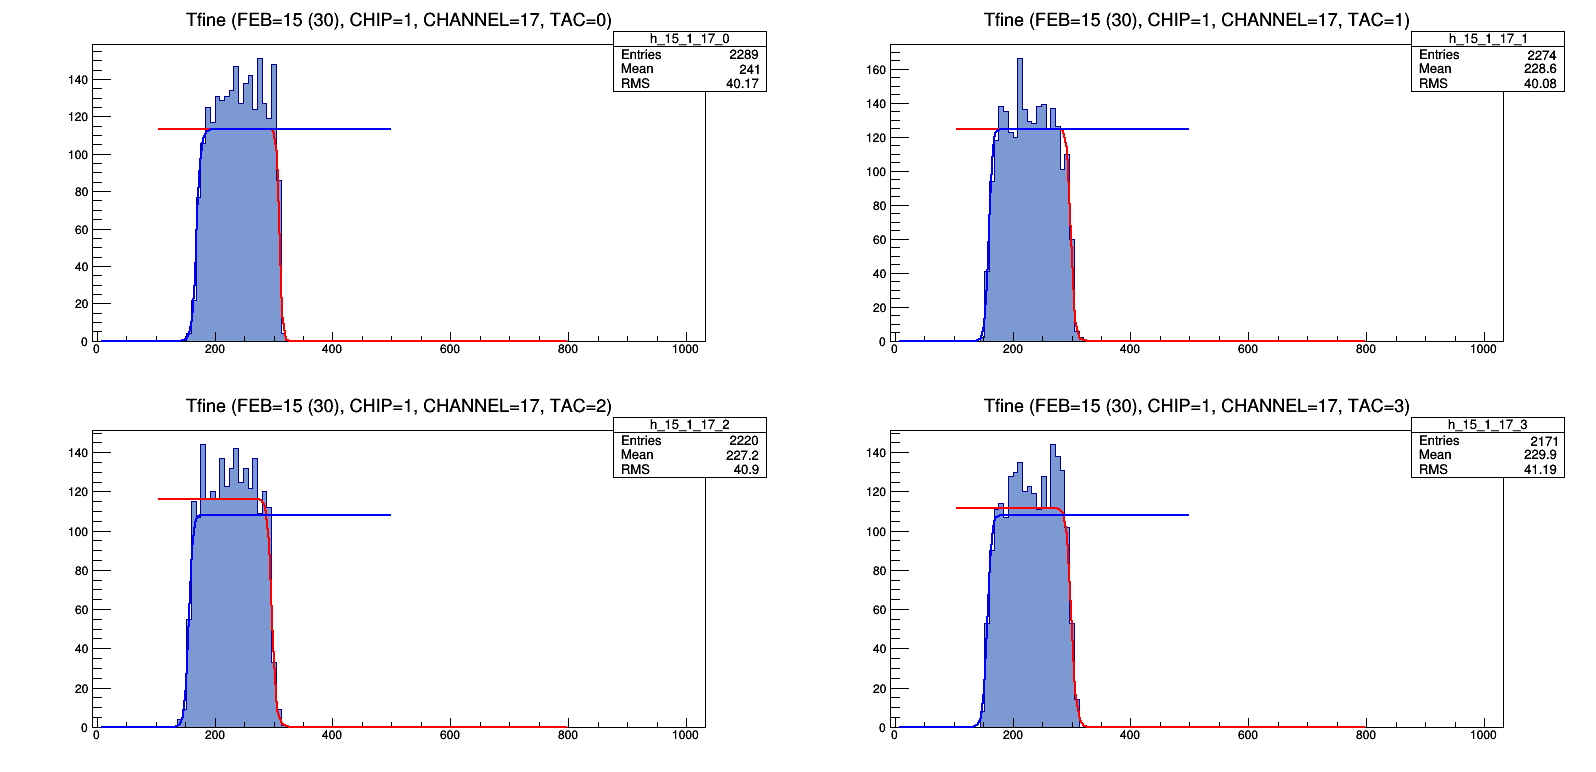 Tfine (FEB=15 (30), CHIP=1, CHANNEL=17, TAC=0)
h_15_1_17_0
Entries 2289
Mean 241
RMS 40.17
140
120
100
80
60
40
20
0
0 200 400 600 800 1000
Tfine (FEB=15 (30), CHIP=1, CHANNEL=17, TAC=1)
h_15_1_17_1
Entries 2274
Mean 228.6
RMS 40.08
160
140
120
100
80
60
40
20
0
0 200 400 600 800 1000
Tfine (FEB=15 (30), CHIP=1, CHANNEL=17, TAC=2)
h_15_1_17_2
Entries 2220
Mean 227.2
RMS 40.9
140
120
100
80
60
40
20
0
0 200 400 600 800 1000
Tfine (FEB=15 (30), CHIP=1, CHANNEL=17, TAC=3)
h_15_1_17_3
Entries 2171
Mean 229.9
RMS 41.19
140
120
100
80
60
40
20
0
0 200 400 600 800 1000